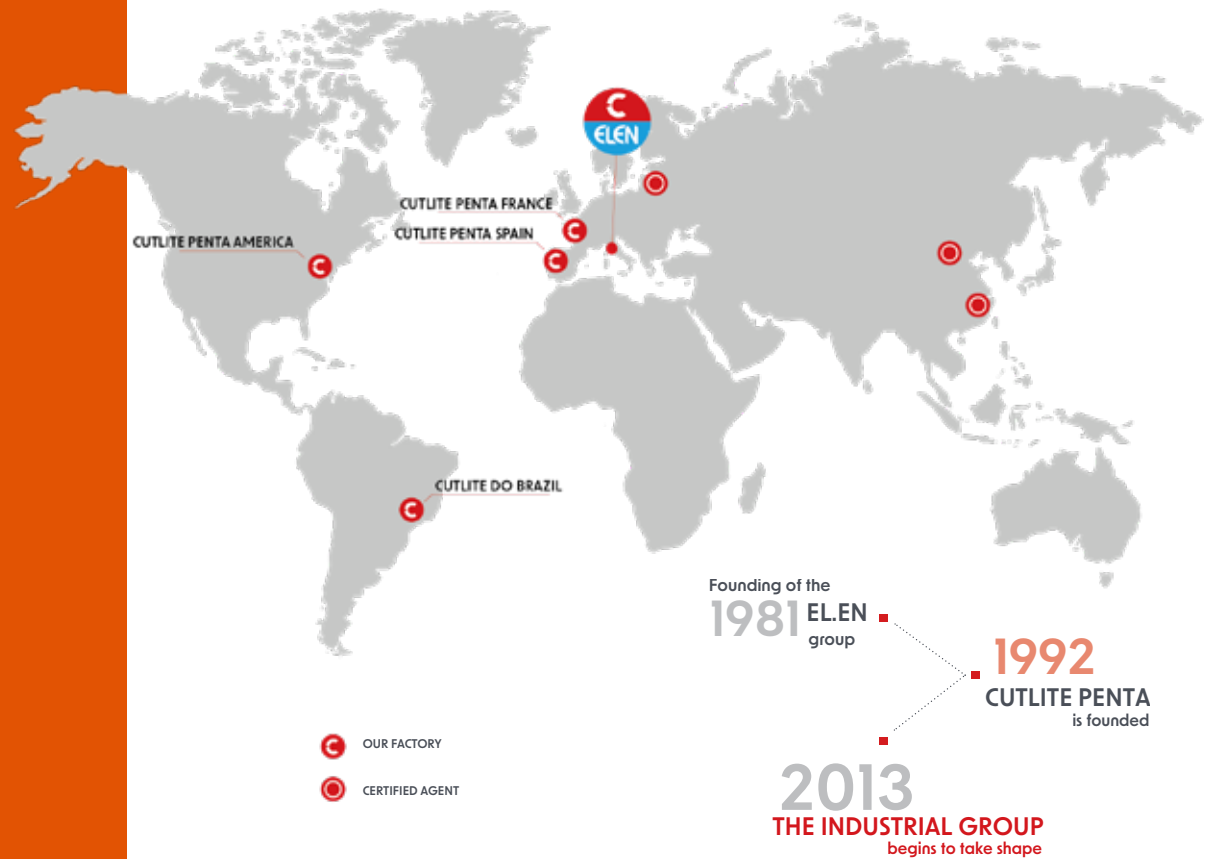 ELEN
CUTLITE PENTA FRANCE
CUTLITE PENTA SPAIN
CUTLITE PENTA AMERICA
CUTLITE DO BRAZIL
Founding of the
1981 EL.EN
group
1992
CUTLITE PENTA
is founded
OUR FACTORY
CERTIFIED AGENT
2013
THE INDUSTRIAL GROUP
begins to take shape